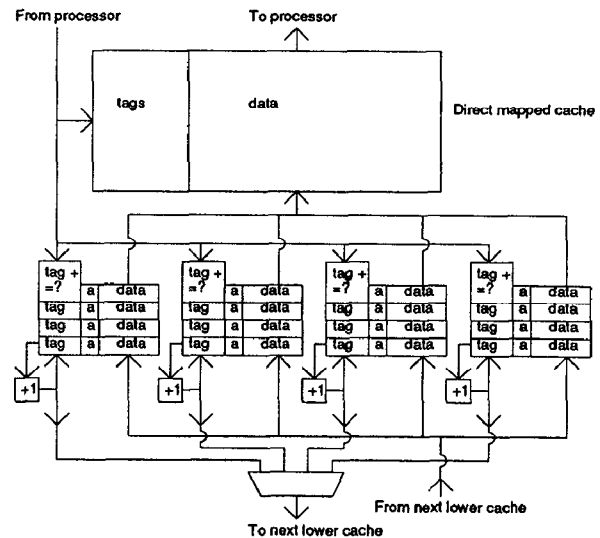 From processor To processor
tags data
Direct mapped cache
tag + tag + tag + tag +
=? a data =? a data =? a data =? a data
tag a data tag a data tag a data tag a data
tag a data tag a data tag a data tag a data
tag a data tag a data tag a data tag a data
+1 +1 +1 +1
From next lower cache
To next lower cache